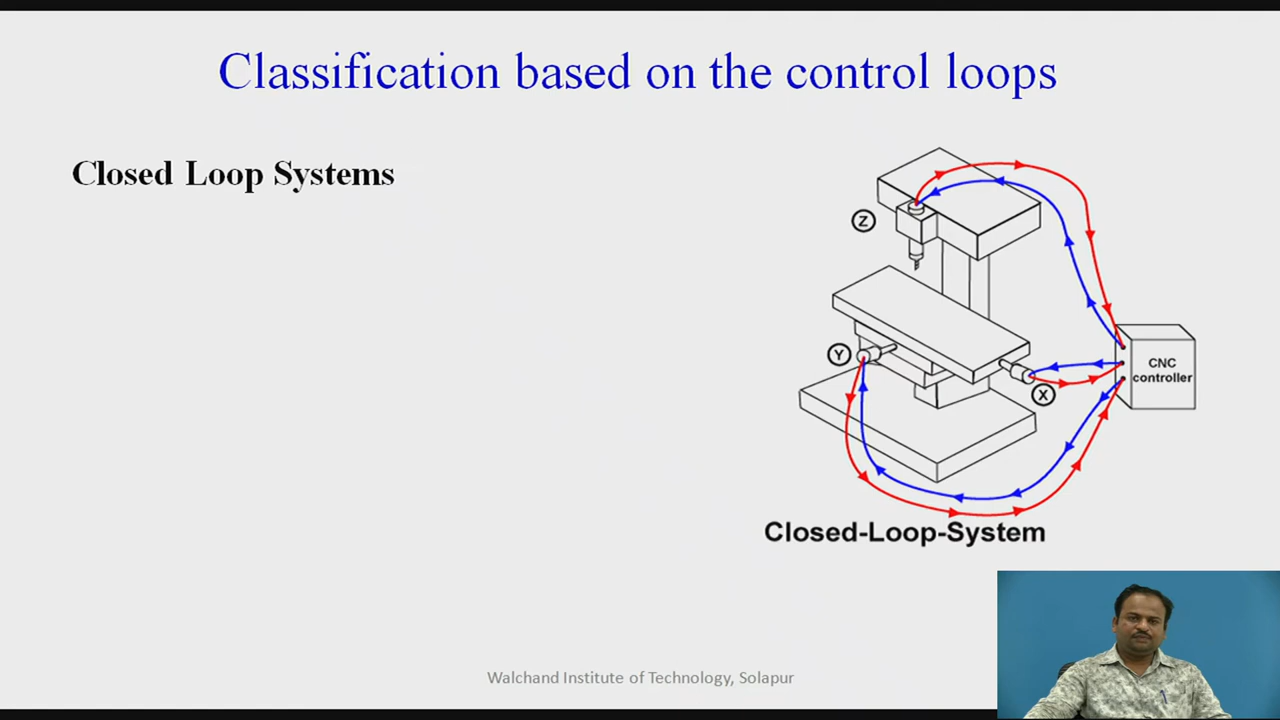 Classification based on the control loops
Closed Loop Systems
Z
Y
X
CNC
controller
Closed-Loop-System
Walchand Institute of Technology, Solapur